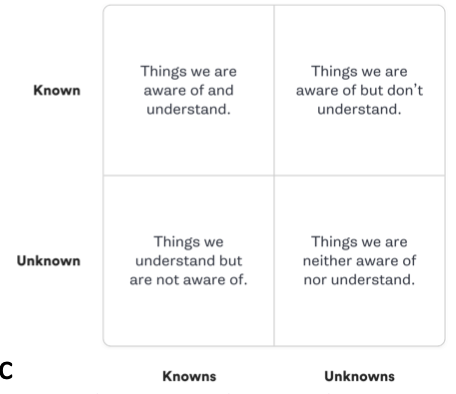 Known
Things we are
aware of and
understand.
Things we are
aware of but don't
understand.
Unknown
Things we
understand but
are not aware of.
Things we are
neither aware of
nor understand.
c
Knowns
Unknowns